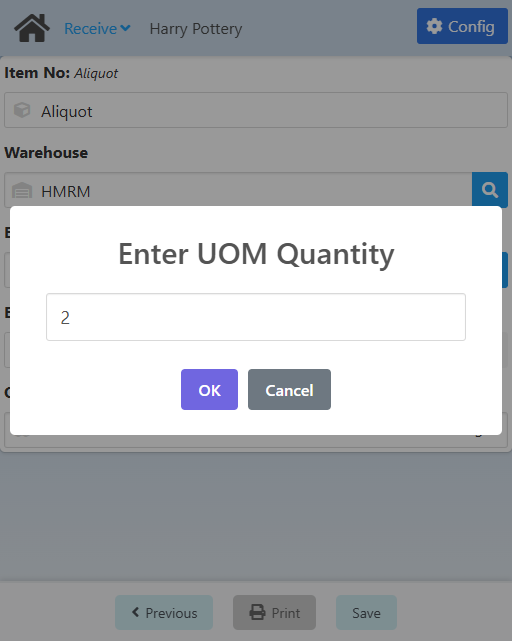 Receive Harry Pottery Config
Item No: Aliquot
Aliquot
Warehouse
HMRM
Enter UOM Quantity
2
OK Cancel
Previous Print Save